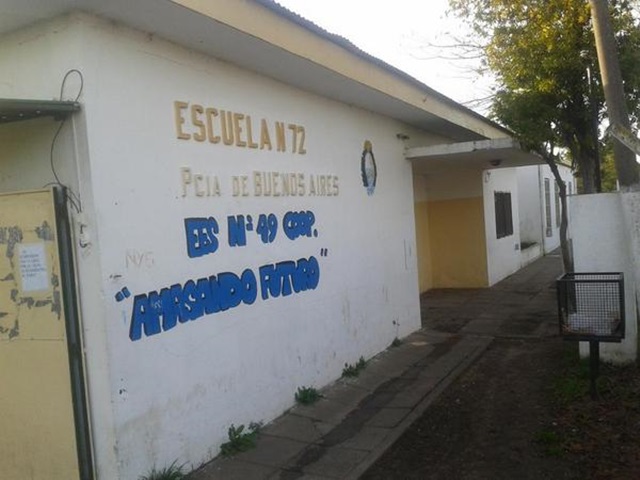 ESCUELA N 72
PCIA DE BUENOS AIRES
EES Nº 49 COOP.
"AMASANDO FUTURO"